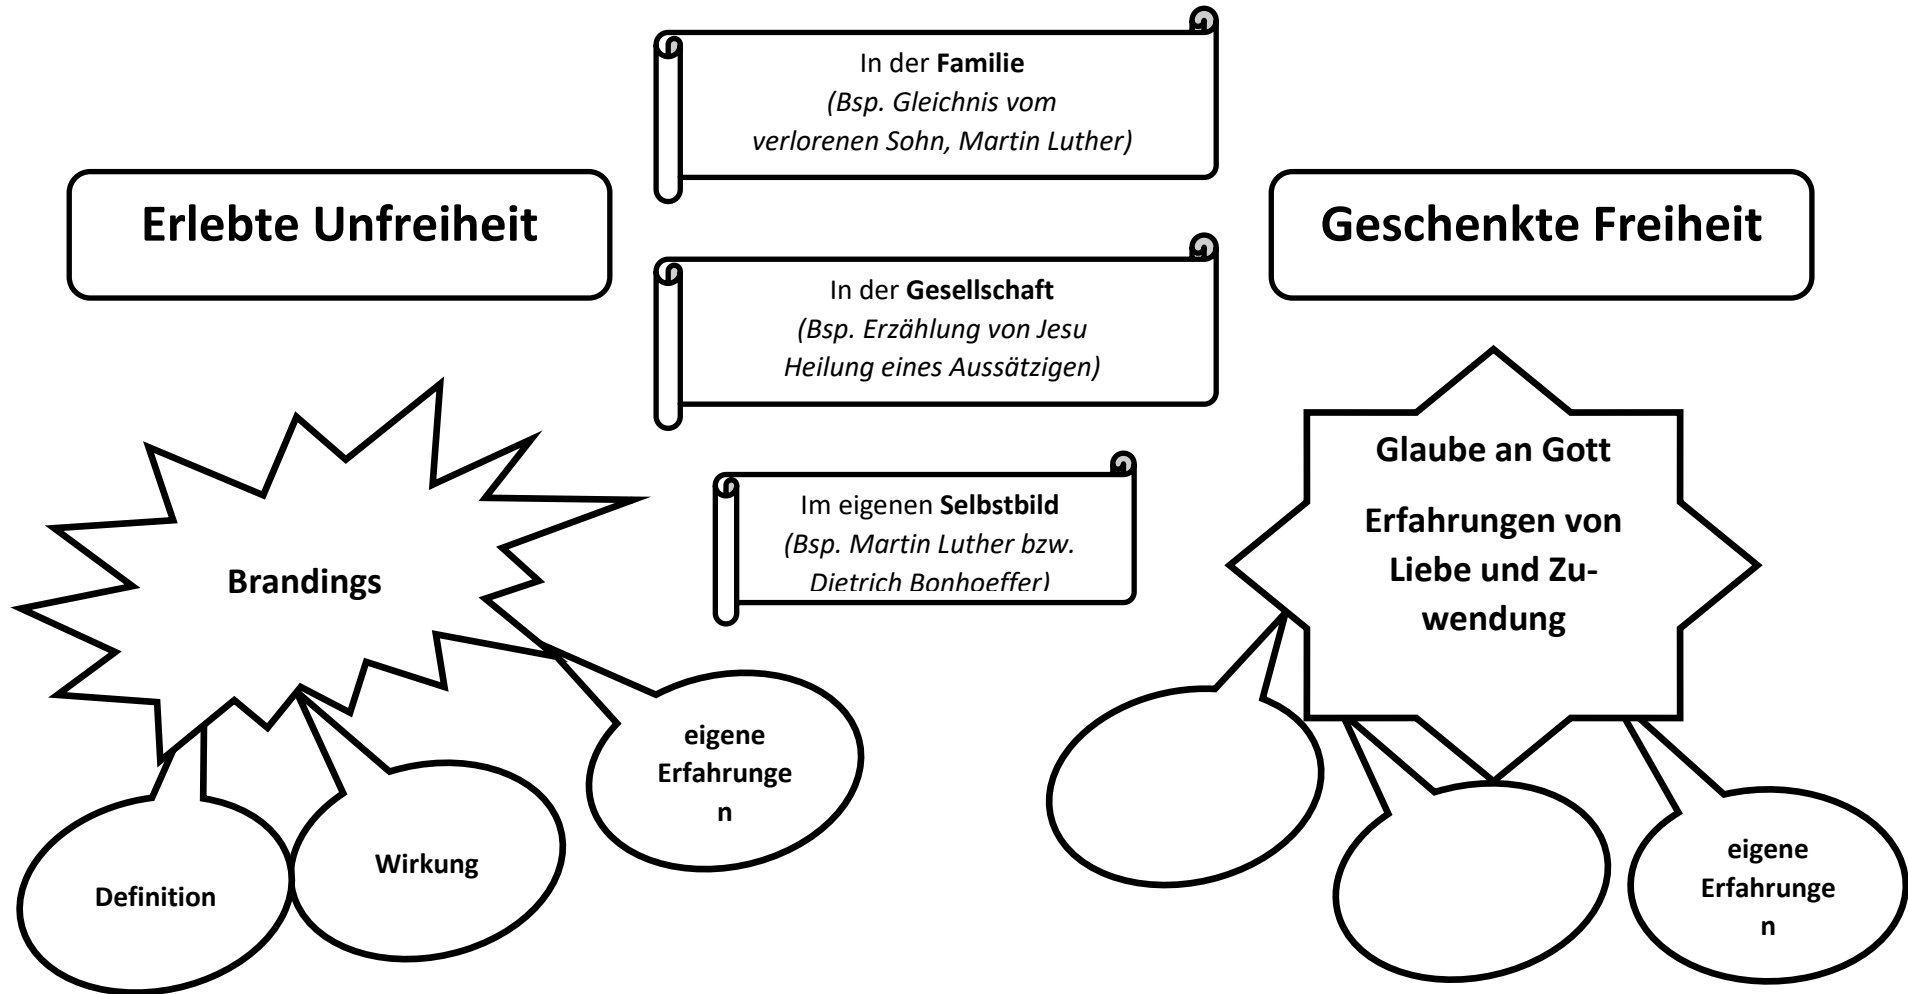 In der Familie
(Bsp. Gleichnis vom
verlorenen Sohn, Martin Luther)
Erlebte Unfreiheit
Geschenkte Freiheit
In der Gesellschaft
(Bsp. Erzählung von Jesu
Heilung eines Aussätzigen)
Im eigenen Selbstbild
(Bsp. Martin Luther bzw.
Dietrich Bonhoeffer)
Brandings
Glaube an Gott
Erfahrungen von
Liebe und Zu-
wendung
Definition
Wirkung
eigene
Erfahrunge
n
eigene
Erfahrunge
n